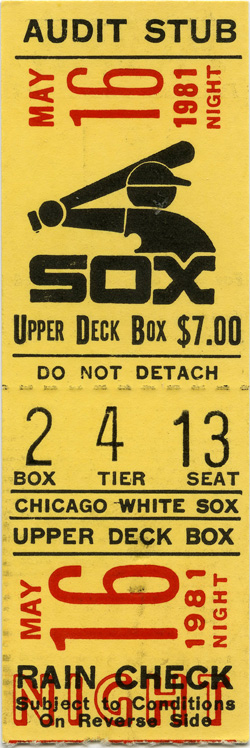 AUDIT STUB
MAY 16 1981 NIGHT
SOX
UPPER DECK BOX $7.00
DO NOT DETACH
2 4 13
BOX TIER SEAT
CHICAGO WHITE SOX
UPPER DECK BOX
MAY 16 1981 NIGHT
NIGHT
RAIN CHECK
Subject to Conditions
On Reverse Side